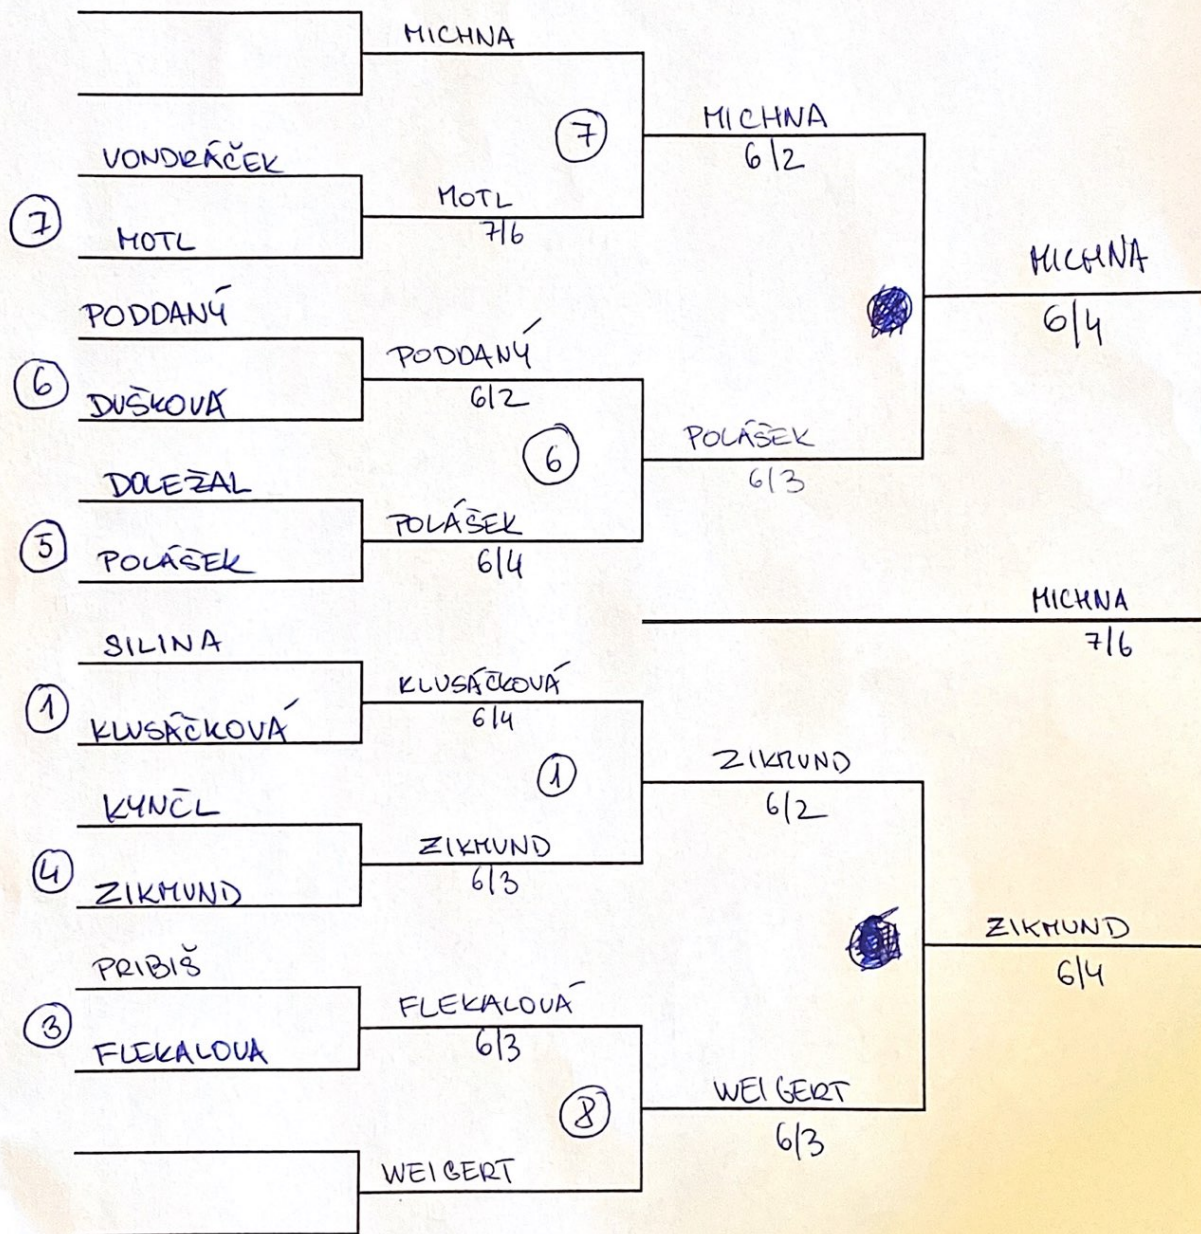 MICHNA
VONDRÁČEK
7
MOTL
MOTL
7/6
7
MICHNA
6/2
PODDANÝ
6
DUŠKOVÁ
PODDANÝ
6/2
DOLEŽAL
5
POLÁŠEK
POLÁŠEK
6/4
6
POLÁŠEK
6/3
MICHNA
6/4
MICHNA
7/6
SILINA
1
KLUSÁČKOVÁ
KLUSÁČKOVÁ
6/4
KYNČL
4
ZIKMUND
ZIKMUND
6/3
1
ZIKMUND
6/2
PRIBIŠ
3
FLEKALOVA
FLEKALOVÁ
6/3
8
WEIGERT
WEIGERT
6/3
ZIKMUND
6/4